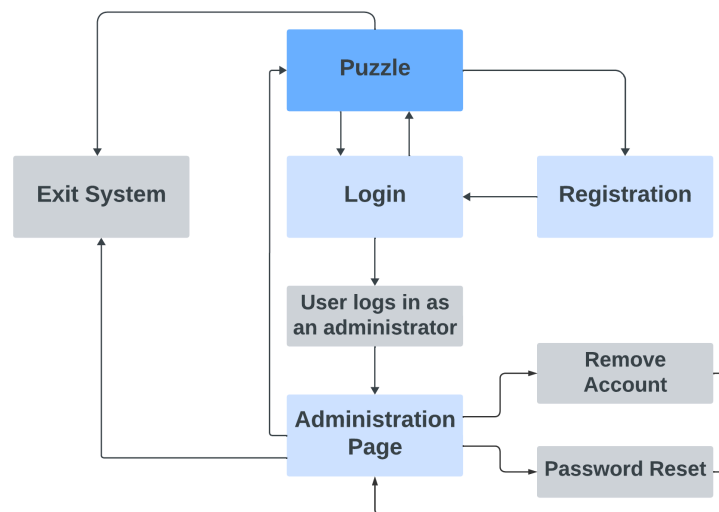 Puzzle
Exit System
Login
Registration
User logs in as
an administrator
Remove
Account
Administration
Page
Password Reset